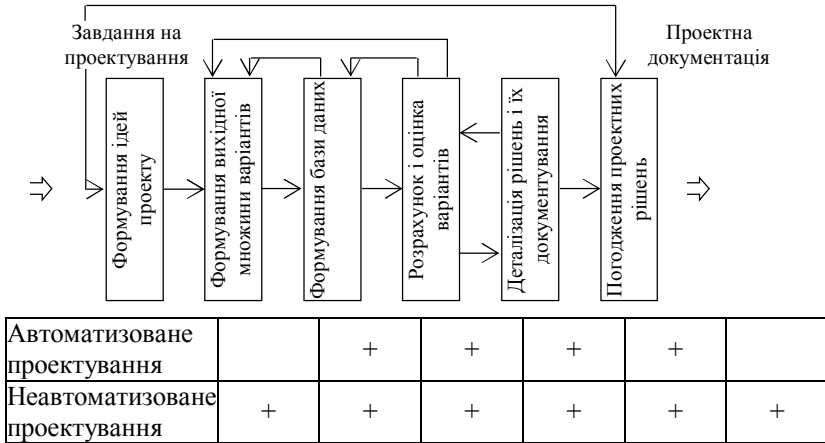 Завдання на
проектування
Проектна
документація
Формування ідей
проекту
Формування вихідної
множини варіантів
Формування бази даних
Розрахунок і оцінка
варіантів
Деталізація рішень і їх
документування
Погодження проектних
рішень
Автоматизоване
проектування
+ + + +
Неавтоматизоване
проектування
+ + + + + +